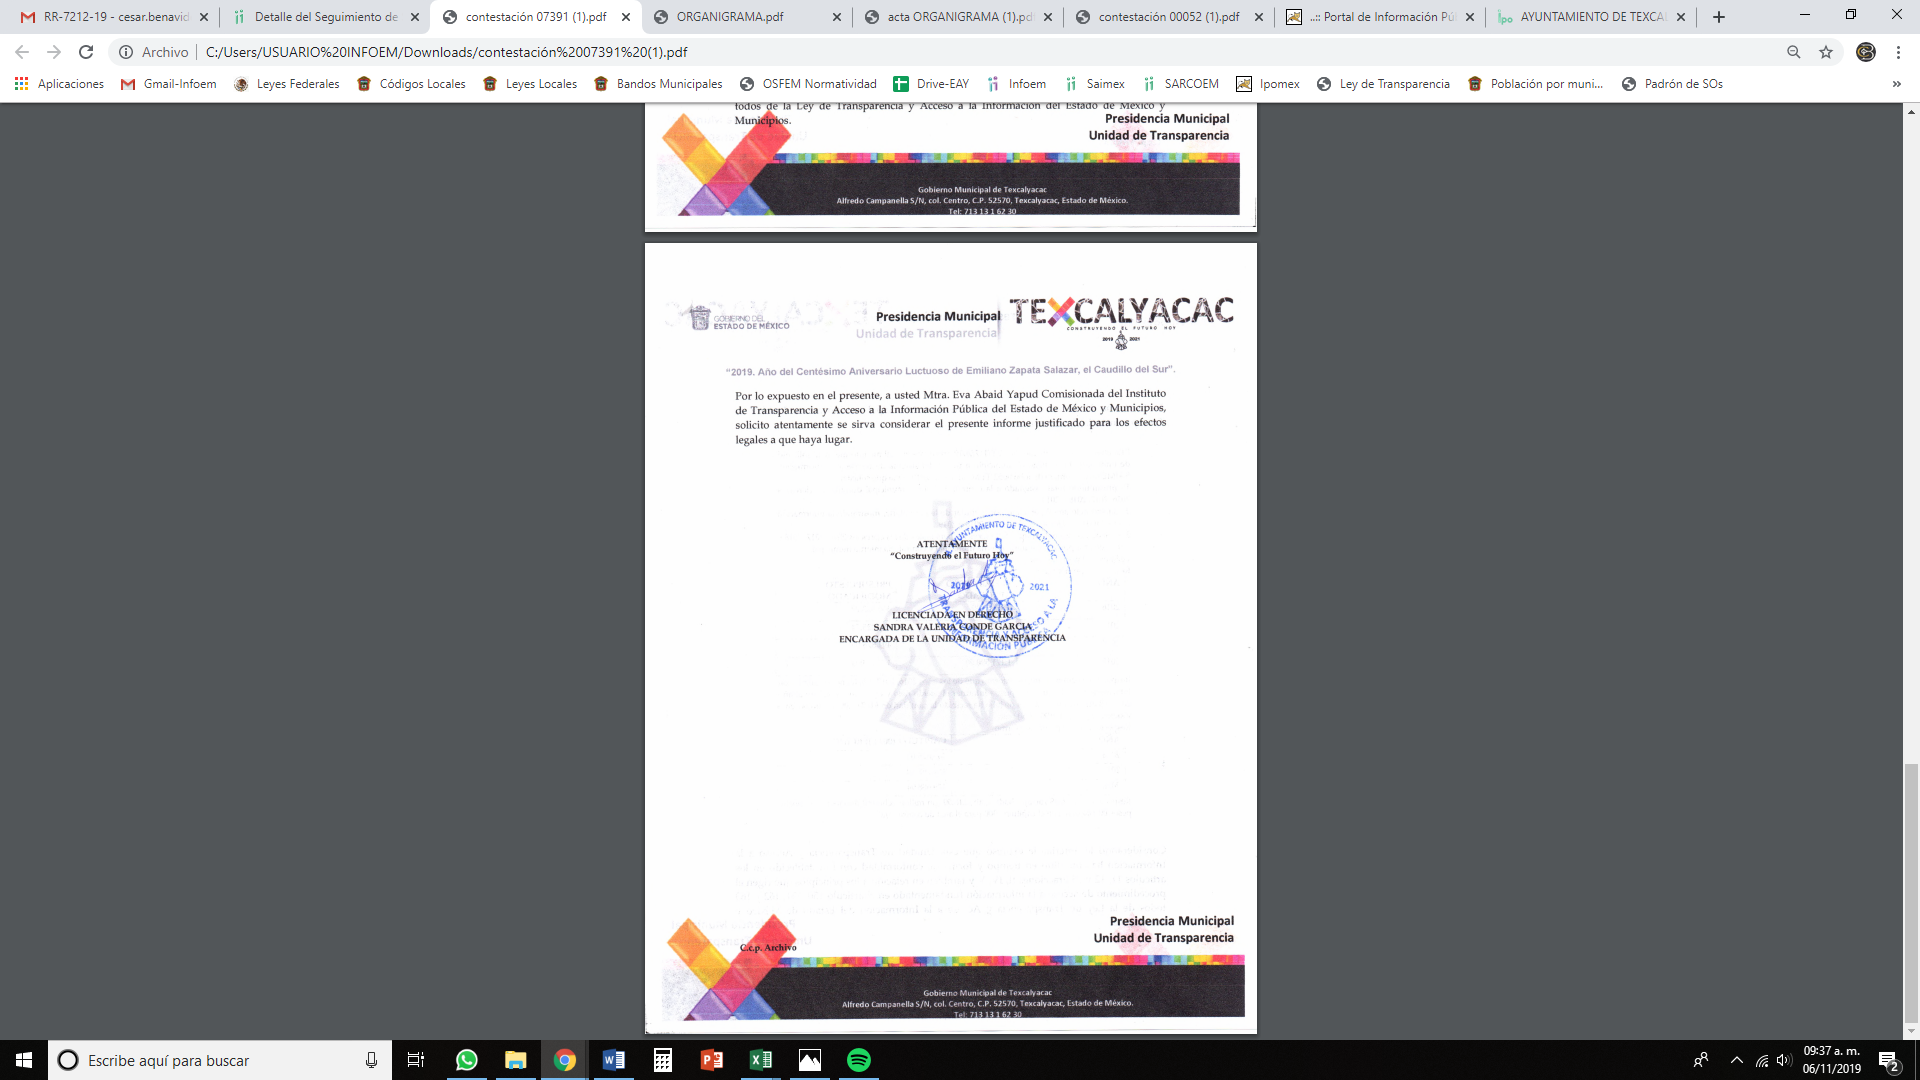 RR-7212-19 - cesar.benavid
Detalle del Seguimiento de
contestación 07391 (1).pdf
ORGANIGRAMA.pdf
acta ORGANIGRAMA (1).pd
contestación 00052 (1).pdf
..:: Portal de Información Pú
AYUNTAMIENTO DE TEXCAL
Archivo
C:/Users/USUARIO%20INFOEM/Downloads/contestación%2007391%20(1).pdf
Aplicaciones
Gmail-Infoem
Leyes Federales
Códigos Locales
Leyes Locales
Bandos Municipales
OSFEM Normatividad
Drive-EAY
Infoem
Saimex
SARCOEM
Ipomex
Ley de Transparencia
Población por muni...
Padrón de SOs
»
todos de la Ley de Transparencia y Acceso a la Información del Estado de México y
Municipios.
Presidencia Municipal
Unidad de Transparencia
Gobierno Municipal de Texcalyacac
Alfredo Campanella S/N, col. Centro, C.P. 52570, Texcalyacac, Estado de México.
Tel: 713 13 1 62 30
GOBIERNO DEL
ESTADO DE MÉXICO
Presidencia Municipal
Unidad de Transparencia
TEXCALYACAC
CONSTRUYENDO EL FUTURO HOY
2019 2021
"2019. Año del Centésimo Aniversario Luctuoso de Emiliano Zapata Salazar, el Caudillo del Sur".
Por lo expuesto en el presente, a usted Mtra. Eva Abaid Yapud Comisionada del Instituto
de Transparencia y Acceso a la Información Pública del Estado de México y Municipios,
solicito atentamente se sirva considerar el presente informe justificado para los efectos
legales a que haya lugar.
AYUNTAMIENTO DE TEXCALYACAC
ATENTAMENTE
"Construyendo el Futuro Hoy"
2019 2021
LICENCIADA EN DERECHO
SANDRA VALERIA CONDE GARCIA
ENCARGADA DE LA UNIDAD DE TRANSPARENCIA
TRANSPARENCIA Y ACCESO A LA
INFORMACIÓN PÚBLICA
Presidencia Municipal
Unidad de Transparencia
C.c.p. Archivo
Gobierno Municipal de Texcalyacac
Alfredo Campanella S/N, col. Centro, C.P. 52570, Texcalyacac, Estado de México.
Tel: 713 13 1 62 30
Escribe aquí para buscar
09:37 a. m.
06/11/2019
2